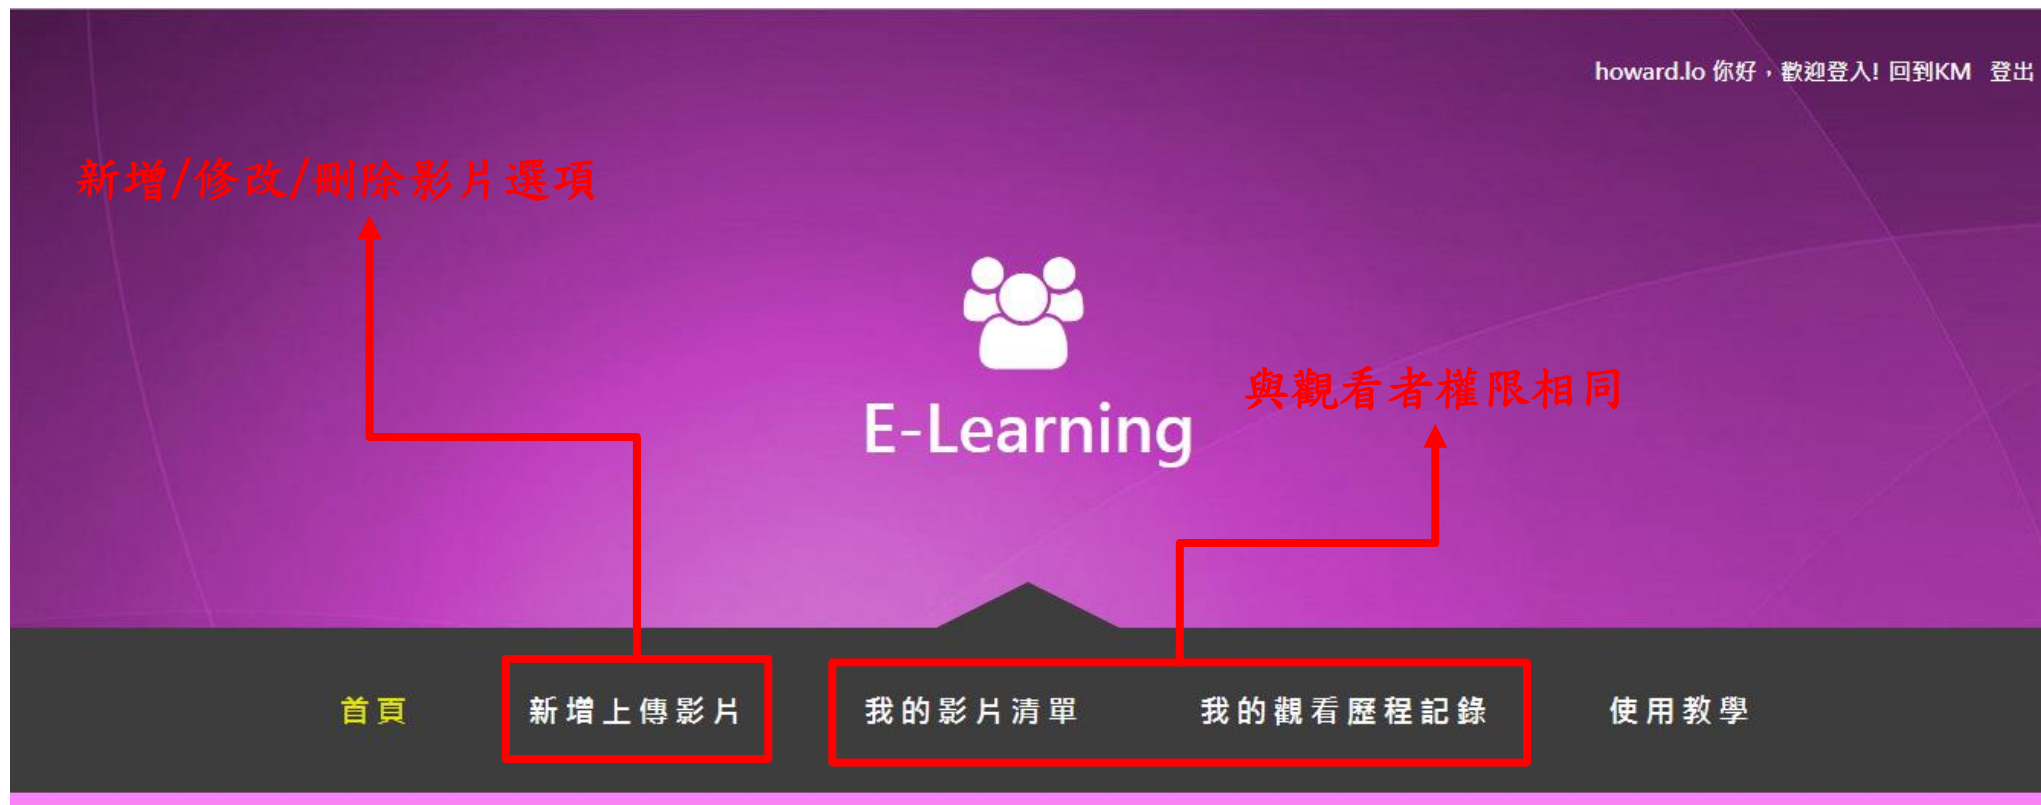 howard.lo 你好，歡迎登入! 回到KM 登出
新增/修改/刪除影片選項
與觀看者權限相同
E-Learning
首頁 新增上傳影片 我的影片清單 我的觀看歷程記錄 使用教學